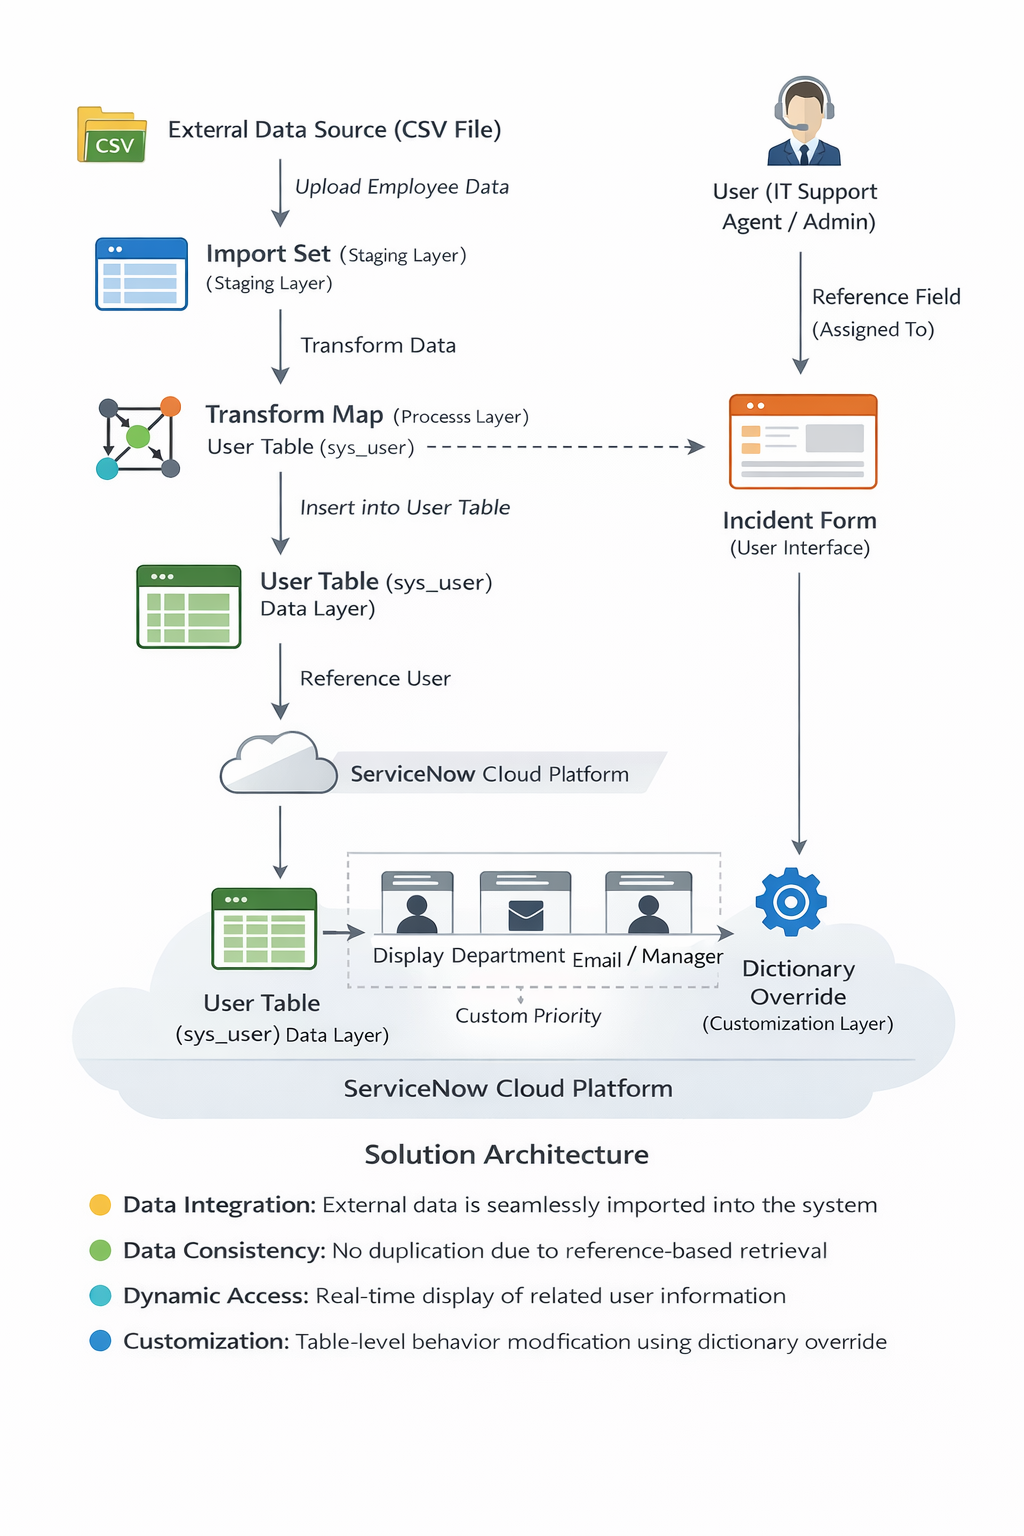 CSV
Exterral Data Source (CSV File)
Upload Employee Data
User (IT Support
Agent / Admin)
Import Set (Staging Layer)
(Staging Layer)
Reference Field
(Assigned To)
Transform Data
Transform Map (Processs Layer)
User Table (sys_user)
Insert into User Table
Incident Form
(User Interface)
User Table (sys_user)
Data Layer)
Reference User
ServiceNow Cloud Platform
Display Department Email / Manager
Custom Priority
User Table
(sys_user) Data Layer)
Dictionary
Override
(Customization Layer)
ServiceNow Cloud Platform
Solution Architecture
Data Integration: External data is seamlessly imported into the system
Data Consistency: No duplication due to reference-based retrieval
Dynamic Access: Real-time display of related user information
Customization: Table-level behavior modfication using dictionary override